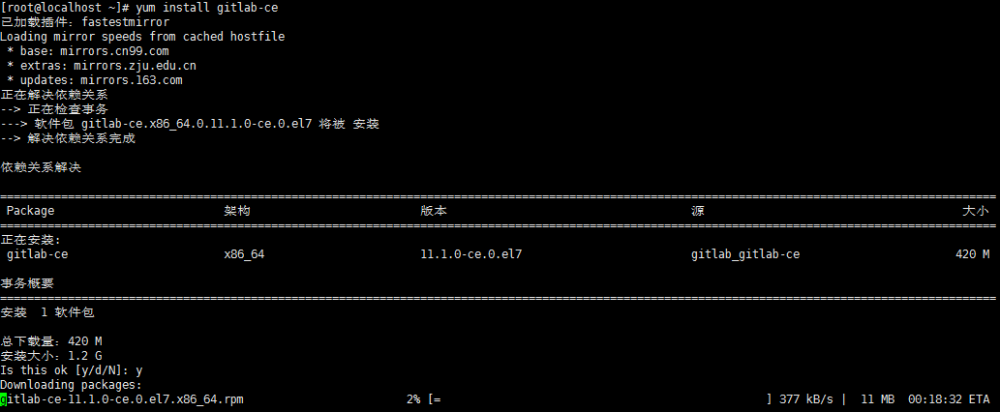 [root@localhost ~]# yum install gitlab-ce
已加载插件：fastestmirror
Loading mirror speeds from cached hostfile
 * base: mirrors.cn99.com
 * extras: mirrors.zju.edu.cn
 * updates: mirrors.163.com
正在解决依赖关系
--> 正在检查事务
---> 软件包 gitlab-ce.x86_64.0.11.1.0-ce.0.el7 将被 安装
--> 解决依赖关系完成
依赖关系解决
================================================================================
Package 架构 版本 源 大小
================================================================================
正在安装:
gitlab-ce x86_64 11.1.0-ce.0.el7 gitlab_gitlab-ce 420 M
事务概要
================================================================================
安装  1 软件包
总下载量：420 M
安装大小：1.2 G
Is this ok [y/d/N]: y
Downloading packages:
gitlab-ce-11.1.0-ce.0.el7.x86_64.rpm 2% [= ] 377 kB/s |  11 MB  00:18:32 ETA